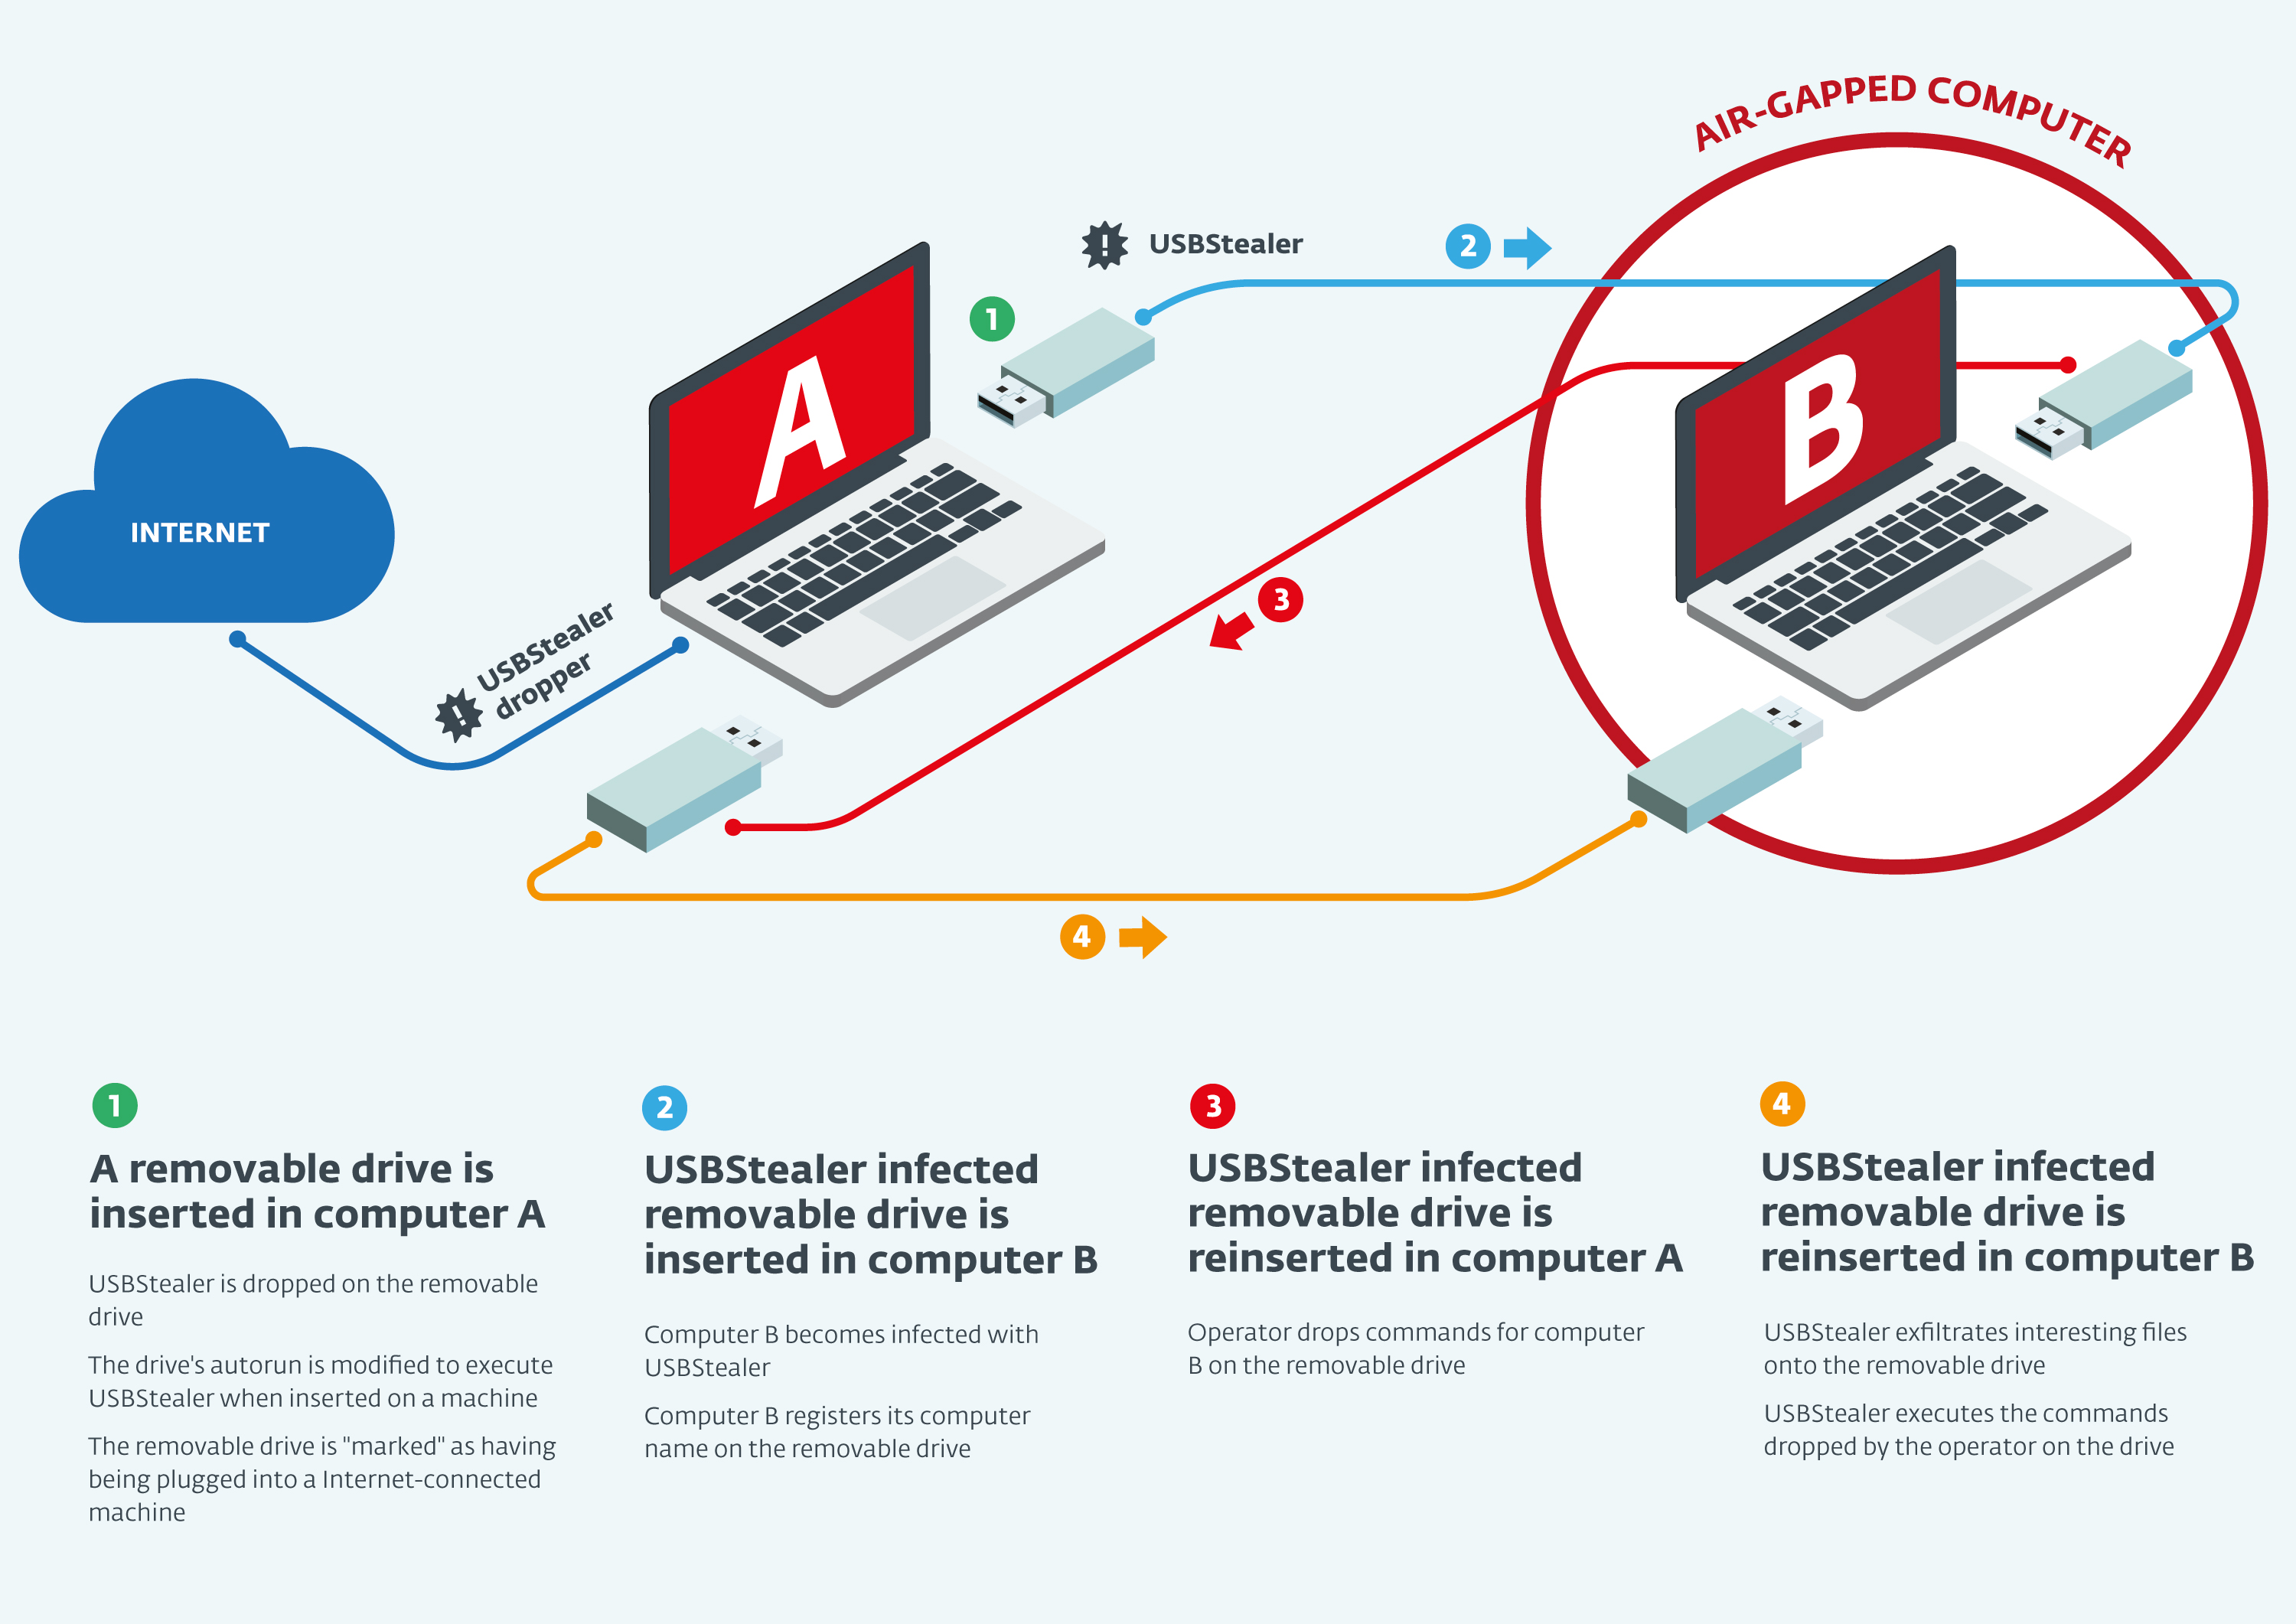 AIR-GAPPED COMPUTER
USBStealer
2
1
A
B
INTERNET
3
USBStealer
dropper
4
1
A removable drive is
inserted in computer A
USBStealer is dropped on the removable
drive
The drive's autorun is modified to execute
USBStealer when inserted on a machine
The removable drive is "marked" as having
being plugged into a Internet-connected
machine
2
USBStealer infected
removable drive is
inserted in computer B
Computer B becomes infected with
USBStealer
Computer B registers its computer
name on the removable drive
3
USBStealer infected
removable drive is
reinserted in computer A
Operator drops commands for computer
B on the removable drive
4
USBStealer infected
removable drive is
reinserted in computer B
USBStealer exfiltrates interesting files
onto the removable drive
USBStealer executes the commands
dropped by the operator on the drive